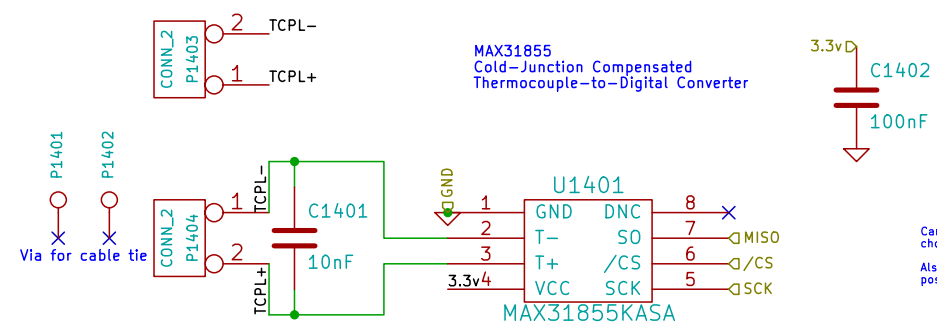 CONN_2
P1403
2
TCPL-
1
TCPL+
MAX31855
Cold-Junction Compensated
Thermocouple-to-Digital Converter
3.3v
C1402
100nF
P1401
P1402
Via for cable tie
CONN_2
P1404
1
TCPL-
2
TCPL+
C1401
10nF
GND
U1401
1 GND DNC 8
2 T- SO 7 MISO
3 T+ /CS 6 /CS
3.3v 4 VCC SCK 5 SCK
MAX31855KASA